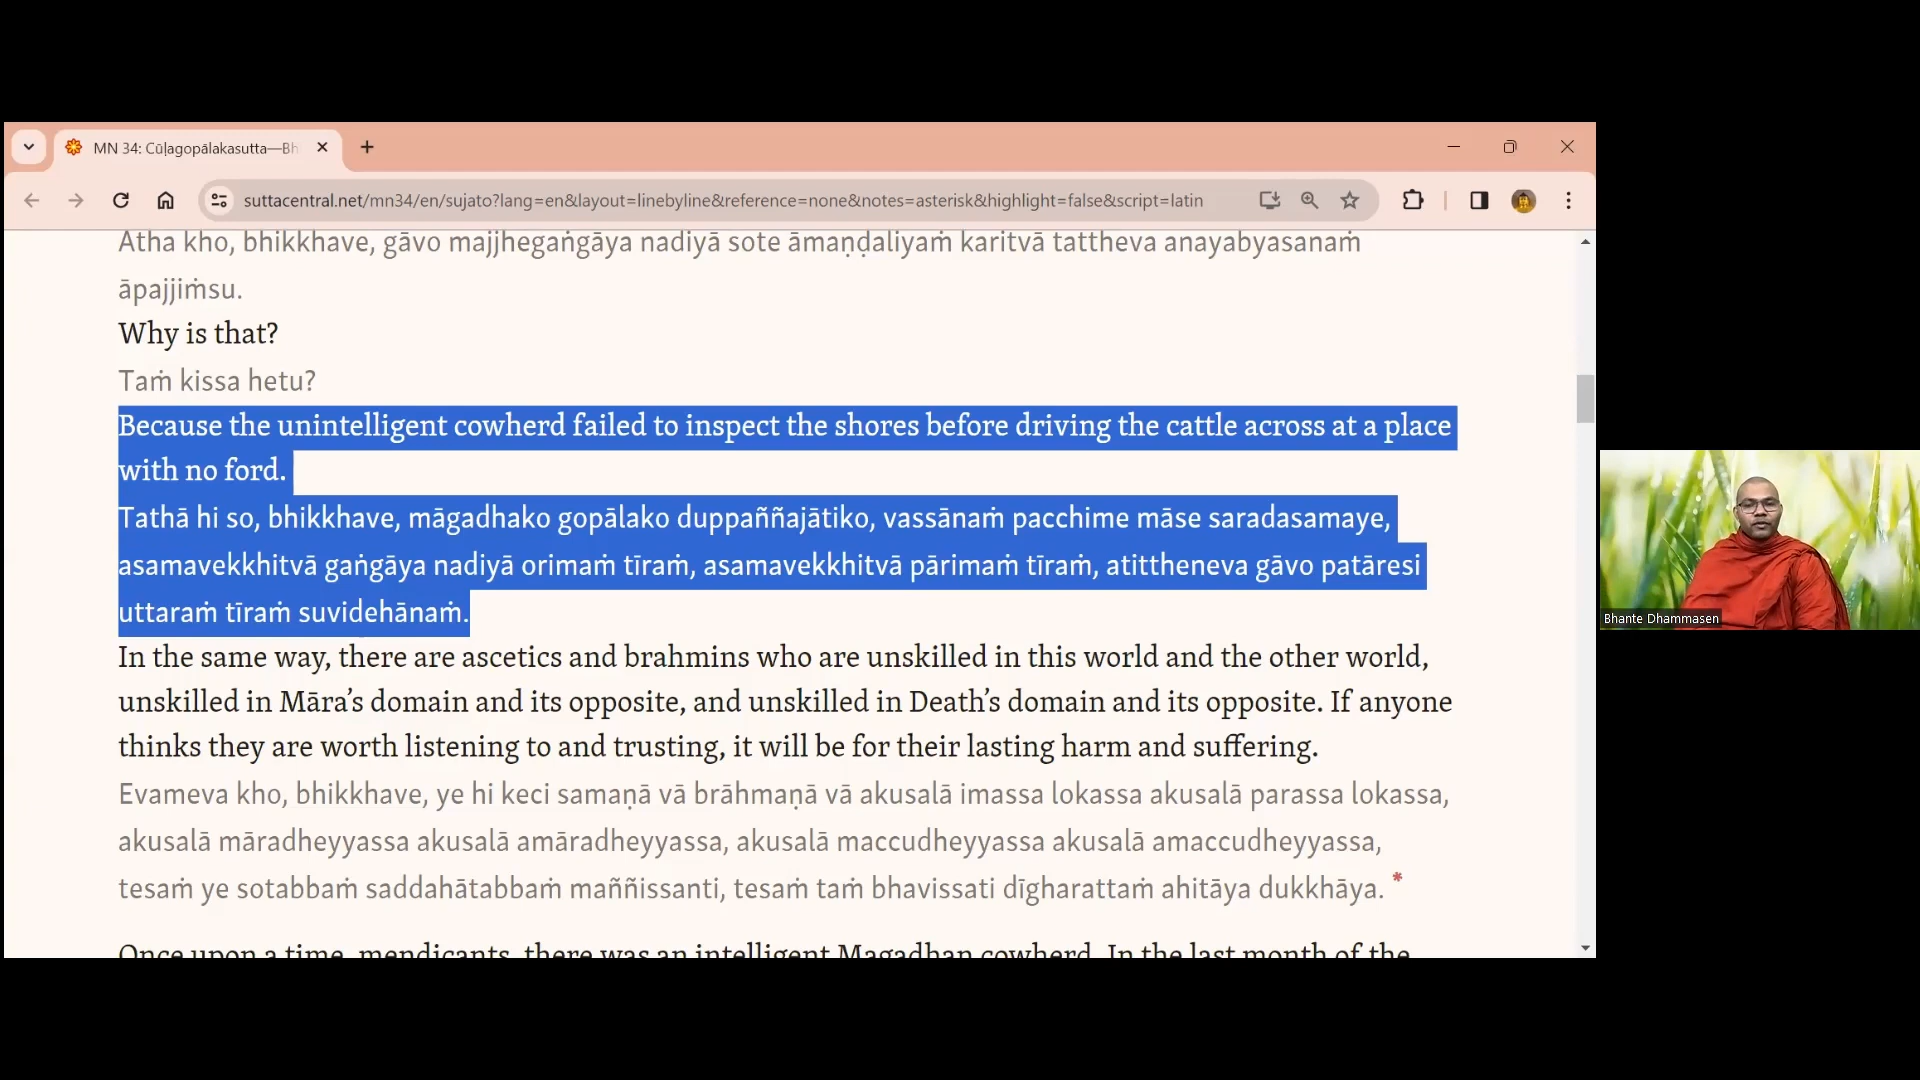 MN 34: Cūḷagopālakasutta—Bh
suttacentral.net/mn34/en/sujato?lang=en&layout=linebyline&reference=none&notes=asterisk&highlight=false&script=latin
Atha kho, bhikkhave, gāvo majjhegaṅgāya nadiyā sote āmaṇḍaliyaṁ karitvā tattheva anayabyasanaṁ
āpajjiṁsu.
Why is that?
Taṁ kissa hetu?
Because the unintelligent cowherd failed to inspect the shores before driving the cattle across at a place
with no ford.
Tathā hi so, bhikkhave, māgadhako gopālako duppaññajātiko, vassānaṁ pacchime māse saradasamaye,
asamavekkhitvā gaṅgāya nadiyā orimaṁ tīraṁ, asamavekkhitvā pārimaṁ tīraṁ, atittheneva gāvo patāresi
uttaraṁ tīraṁ suvidehānaṁ.
In the same way, there are ascetics and brahmins who are unskilled in this world and the other world,
unskilled in Māra’s domain and its opposite, and unskilled in Death’s domain and its opposite. If anyone
thinks they are worth listening to and trusting, it will be for their lasting harm and suffering.
Evameva kho, bhikkhave, ye hi keci samaṇā vā brāhmaṇā vā akusalā imassa lokassa akusalā parassa lokassa,
akusalā māradheyyassa akusalā amāradheyyassa, akusalā maccudheyyassa akusalā amaccudheyyassa,
tesaṁ ye sotabbaṁ saddahātabbaṁ maññissanti, tesaṁ taṁ bhavissati dīgharattaṁ ahitāya dukkhāya. *
Once upon a time, mendicants, there was an intelligent Magadhan cowherd. In the last month of the
Bhante Dhammasen